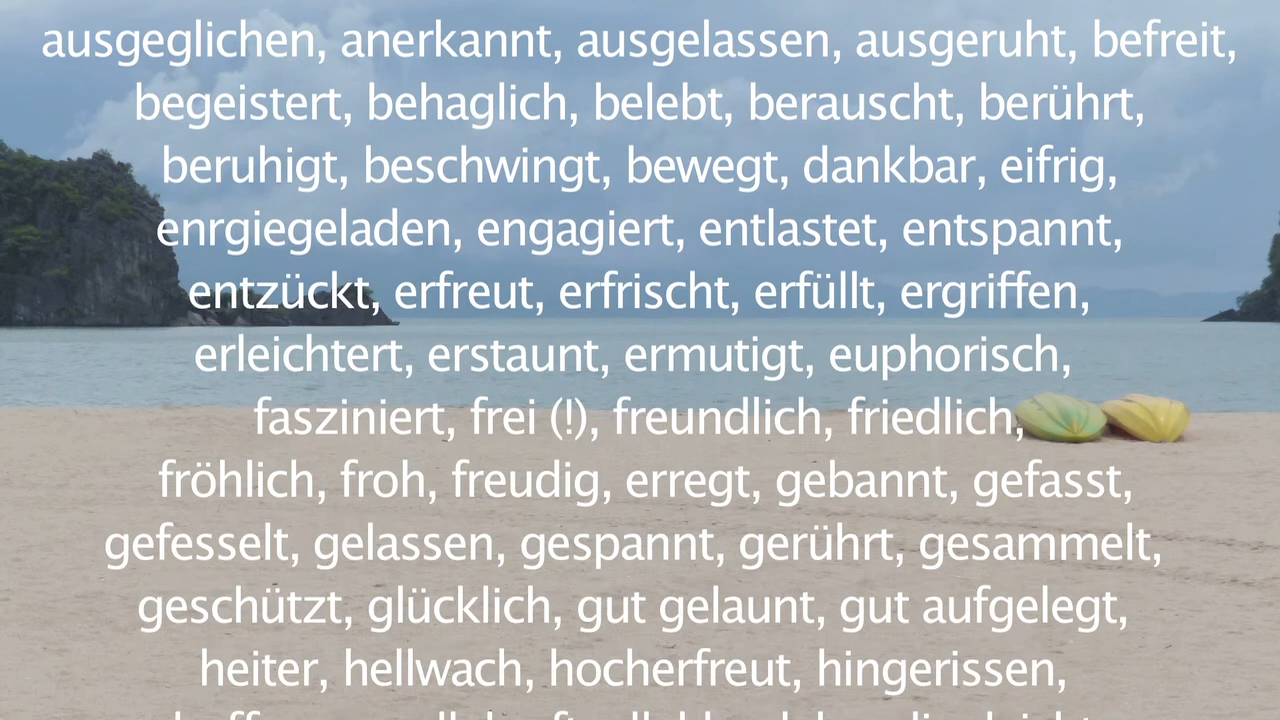 ausgeglichen, anerkannt, ausgelassen, ausgeruht, befreit,
begeistert, behaglich, belebt, berauscht, berührt,
beruhigt, beschwingt, bewegt, dankbar, eifrig,
enrgiegeladen, engagiert, entlastet, entspannt,
entzückt, erfreut, erfrischt, erfüllt, ergriffen,
erleichtert, erstaunt, ermutigt, euphorisch,
fasziniert, frei (!), freundlich, friedlich,
fröhlich, froh, freudig, erregt, gebannt, gefasst,
gefesselt, gelassen, gespannt, gerührt, gesammelt,
geschützt, glücklich, gut gelaunt, gut aufgelegt,
heiter, hellwach, hocherfreut, hingerissen,